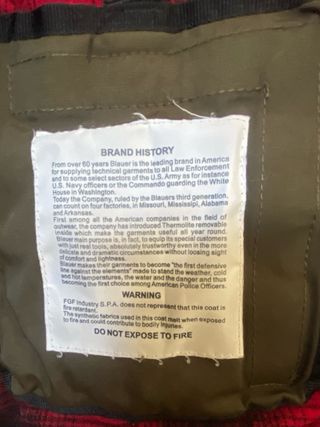 BRAND HISTORY
From over 60 years Blauer is the leading brand in America
for supplying technical garments to all Law Enforcement
and to some select sectors of the U.S. Army as for instance
U.S. Navy officers or the Commando guarding the White
House in Washington.
Today the Company, ruled by the Blauers third generation,
can count on four factories, in Missouri, Mississipi, Alabama
and Arkansas.
First among all the American companies in the field of
outwear, the company has introduced Thermolite removable
inside which make the garments useful all year round.
Blauer main purpose is, in fact, to equip its special customers
with just real tools, absolutely trustworthy even in the more
delicate and dramatic circumstances without loosing sight
of comfort and lightness.
Blauer makes their garments to become "the first defensive
line against the elements" made to stand the weather, cold
and hot temperatures, the water and the danger and thus
becoming the first choice among American Police Officers.
WARNING
FGF Industry S.P.A. does not represent that this coat is
fire retardant.
The synthetic fabrics used in this coat melt when exposed
to fire and could contribute to bodily Injuries.
DO NOT EXPOSE TO FIRE